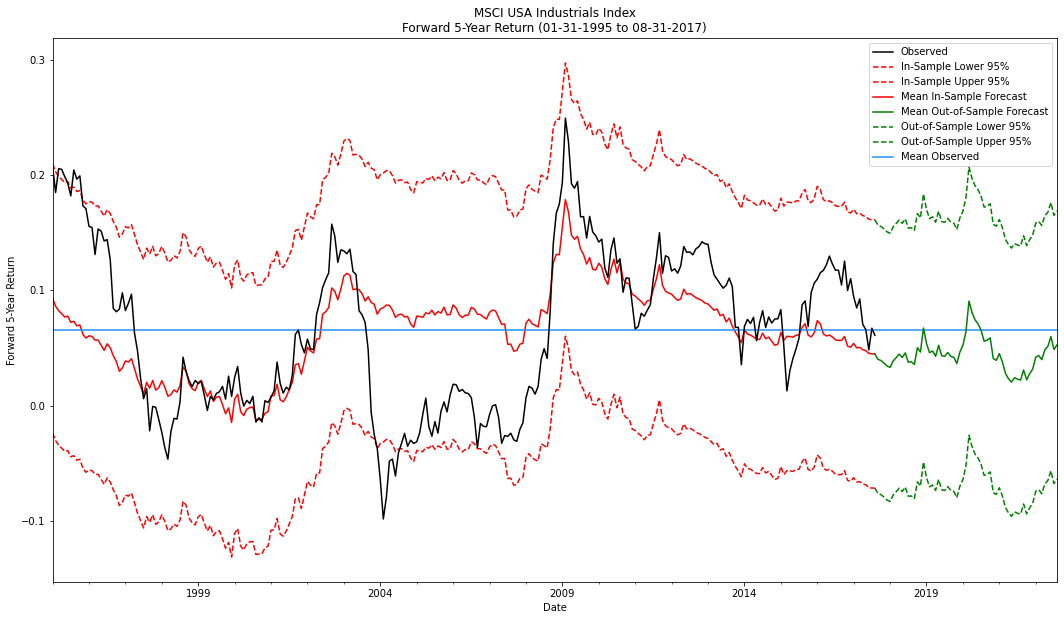 MSCI USA Industrials Index
Forward 5-Year Return (01-31-1995 to 08-31-2017)
Observed
In-Sample Lower 95%
In-Sample Upper 95%
Mean In-Sample Forecast
Mean Out-of-Sample Forecast
Out-of-Sample Lower 95%
Out-of-Sample Upper 95%
Mean Observed
Forward 5-Year Return
0.3
0.2
0.1
0.0
−0.1
1999
2004
2009
2014
2019
Date